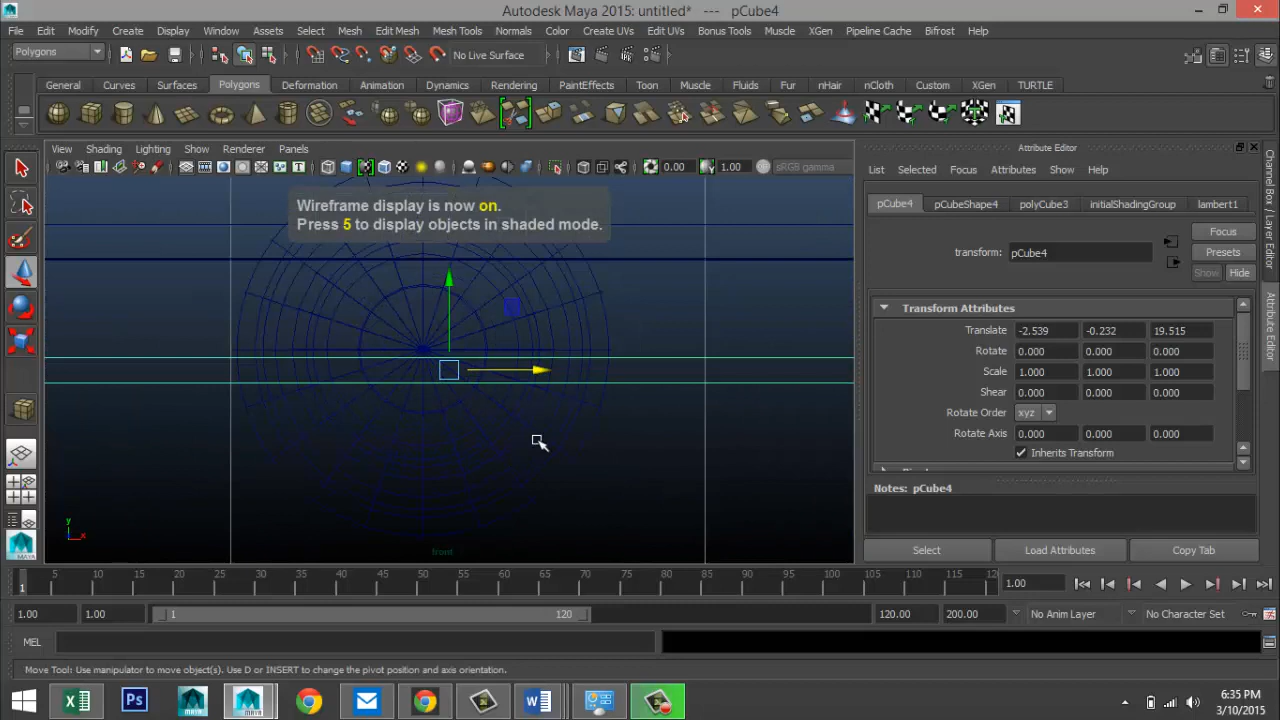 Autodesk Maya 2015: untitled* --- pCube4
File Edit Modify Create Display Window Assets Select Mesh Edit Mesh Mesh Tools Normals Color Create UVs Edit UVs Bonus Tools Muscle XGen Pipeline Cache Bifrost Help
Polygons No Live Surface
General Curves Surfaces Polygons Deformation Animation Dynamics Rendering PaintEffects Toon Muscle Fluids Fur nHair nCloth Custom XGen TURTLE
View Shading Lighting Show Renderer Panels
0.00 1.00 sRGB gamma
Wireframe display is now on.
Press 5 to display objects in shaded mode.
y
x
front
Attribute Editor
List Selected Focus Attributes Show Help
pCube4 pCubeShape4 polyCube3 initialShadingGroup lambert1
Focus
transform: pCube4
Presets
Show Hide
Transform Attributes
Translate -2.539 -0.232 19.515
Rotate 0.000 0.000 0.000
Scale 1.000 1.000 1.000
Shear 0.000 0.000 0.000
Rotate Order xyz
Rotate Axis 0.000 0.000 0.000
Inherits Transform
Notes: pCube4
Select Load Attributes Copy Tab
Channel Box / Layer Editor
Attribute Editor
1 5 10 15 20 25 30 35 40 45 50 55 60 65 70 75 80 85 90 95 100 105 110 115 12
1.00
1.00 1.00 1 120 120.00 200.00 No Anim Layer No Character Set
MEL
Move Tool: Use manipulator to move object(s). Use D or INSERT to change the pivot position and axis orientation.
Ps
MAYA
6:35 PM
3/10/2015